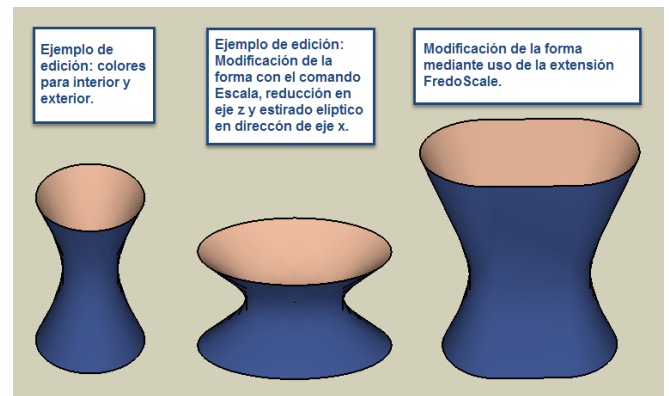 Ejemplo de
edición: colores
para interior y
exterior.
Ejemplo de edición:
Modificación de la
forma con el comando
Escala, reducción en
eje z y estirado elíptico
en direccón de eje x.
Modificación de la forma
mediante uso de la extensión
FredoScale.